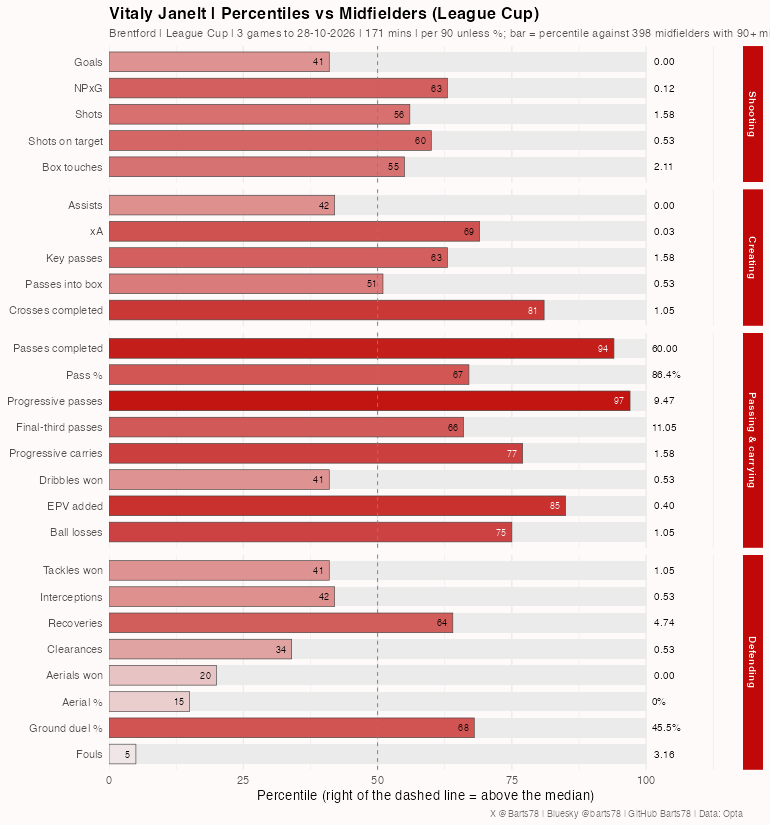 Vitaly Janelt | Percentiles vs Midfielders (League Cup)
Brentford | League Cup | 3 games to 28-10-2026 | 171 mins | per 90 unless %; bar = percentile against 398 midfielders with 90+
Goals 41 0.00
NPxG 63 0.12
Shots 56 1.58
Shots on target 60 0.53
Box touches 55 2.11
Shooting
Assists 42 0.00
xA 69 0.03
Key passes 63 1.58
Passes into box 51 0.53
Crosses completed 81 1.05
Creating
Passes completed 94 60.00
Pass % 67 86.4%
Progressive passes 97 9.47
Final-third passes 66 11.05
Progressive carries 77 1.58
Dribbles won 41 0.53
EPV added 85 0.40
Ball losses 75 1.05
Passing & carrying
Tackles won 41 1.05
Interceptions 42 0.53
Recoveries 64 4.74
Clearances 34 0.53
Aerials won 20 0.00
Aerial % 15 0%
Ground duel % 68 45.5%
Fouls 5 3.16
Defending
0 25 50 75 100
Percentile (right of the dashed line = above the median)
X @Barts78 | Bluesky @barts78 | GitHub Barts78 | Data: Opta